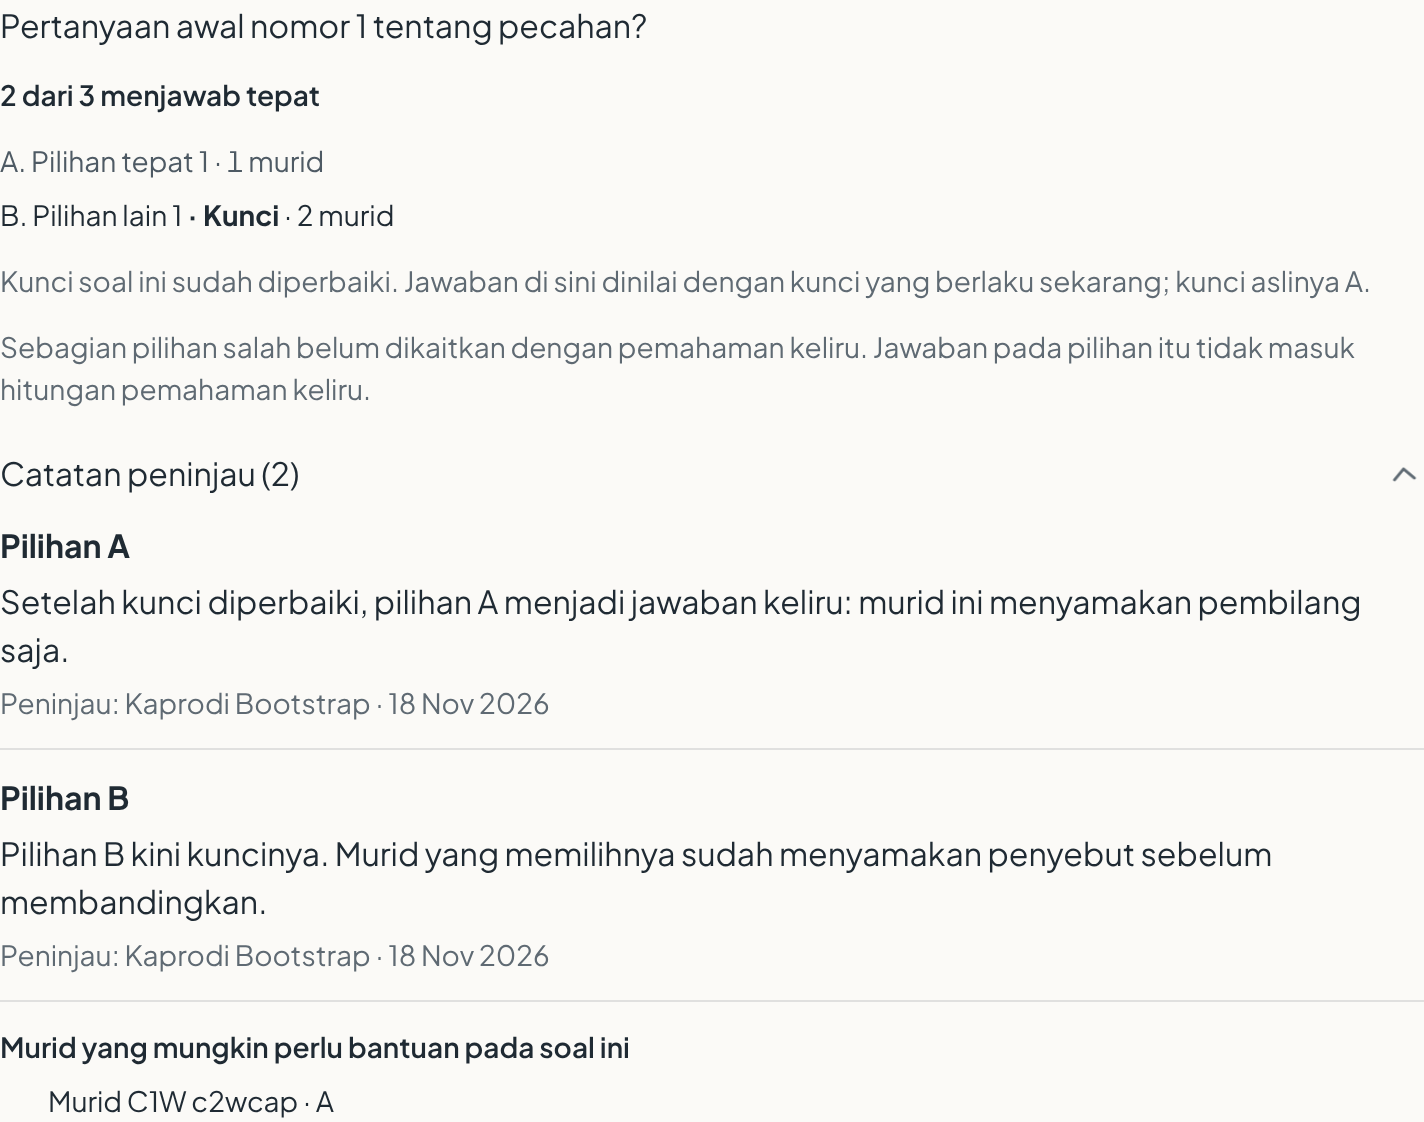 Pertanyaan awal nomor 1 tentang pecahan?
2 dari 3 menjawab tepat
A. Pilihan tepat 1 · 1 murid
B. Pilihan lain 1 · Kunci · 2 murid
Kunci soal ini sudah diperbaiki. Jawaban di sini dinilai dengan kunci yang berlaku sekarang; kunci aslinya A.
Sebagian pilihan salah belum dikaitkan dengan pemahaman keliru. Jawaban pada pilihan itu tidak masuk
hitungan pemahaman keliru.
Catatan peninjau (2)
Pilihan A
Setelah kunci diperbaiki, pilihan A menjadi jawaban keliru: murid ini menyamakan pembilang
saja.
Peninjau: Kaprodi Bootstrap · 18 Nov 2026
Pilihan B
Pilihan B kini kuncinya. Murid yang memilihnya sudah menyamakan penyebut sebelum
membandingkan.
Peninjau: Kaprodi Bootstrap · 18 Nov 2026
Murid yang mungkin perlu bantuan pada soal ini
Murid C1W c2wcap · A